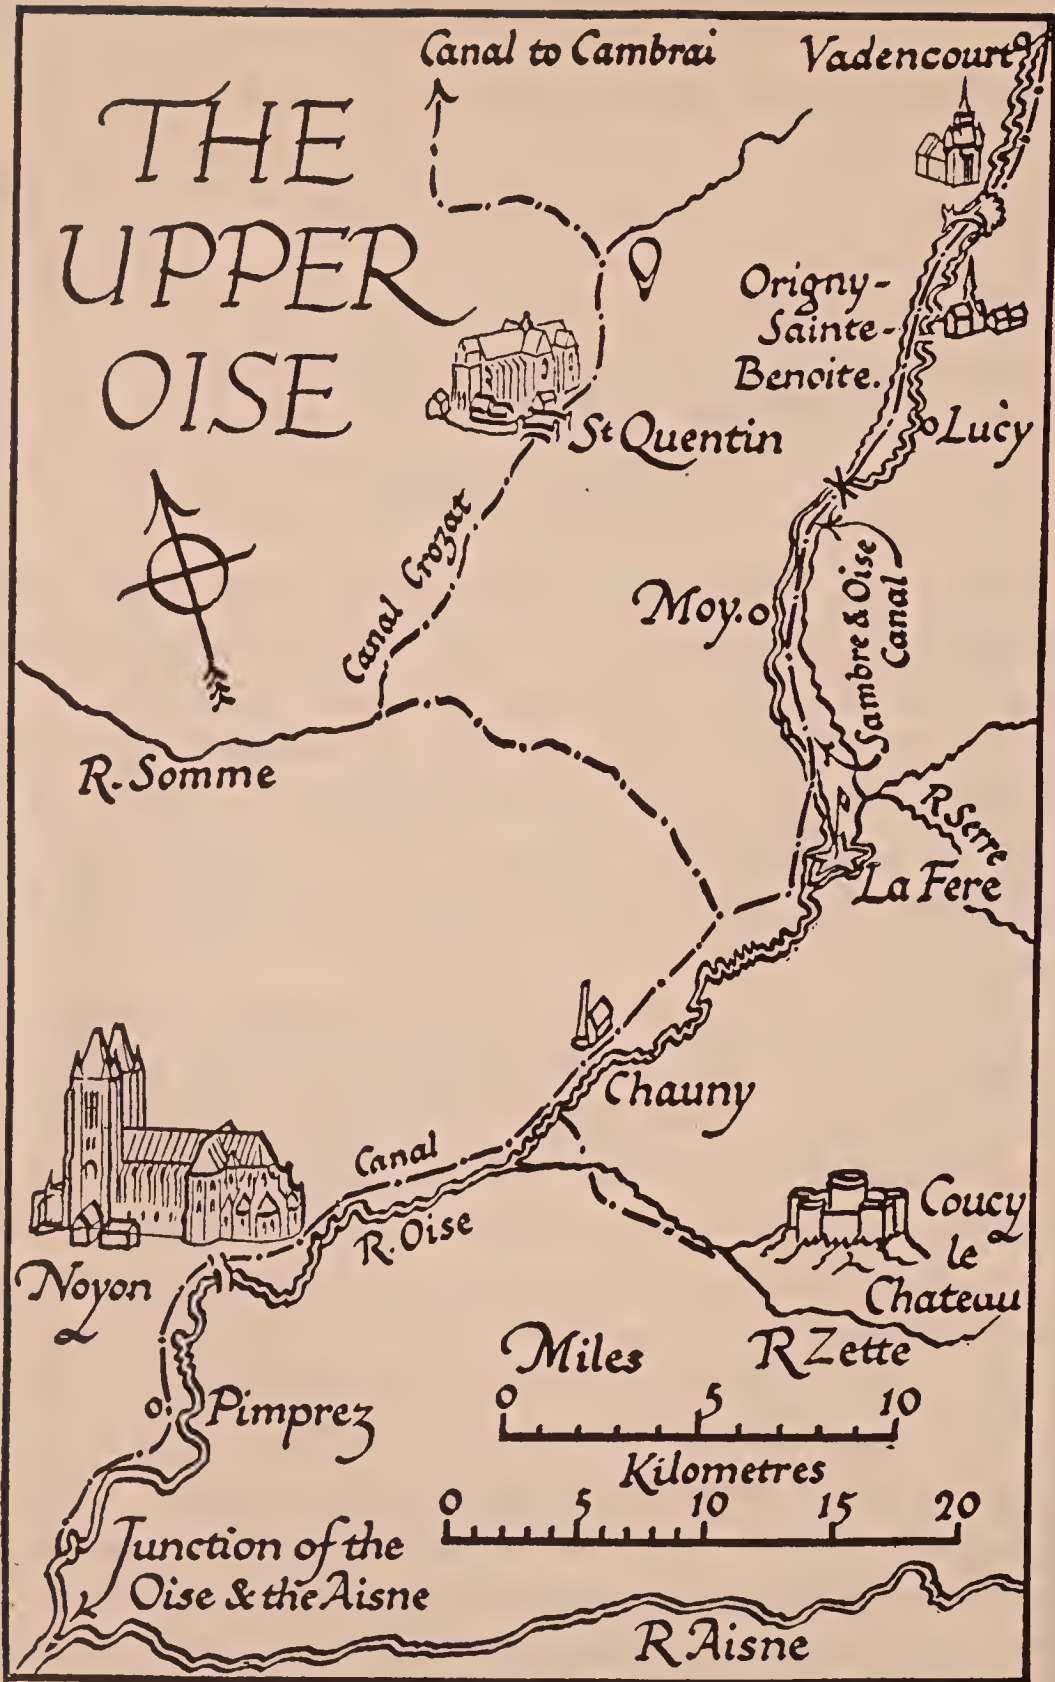 Canal to Cambrai
Vadencourt
THE
UPPER
OISE
Origny-
Sainte-
Benoite.
Lucy
St Quentin
Canal Crozat
Moy.
Sambre & Oise
Canal
R. Somme
R Serre
La Fere
Chauny
Canal
R. Oise
Noyon
Coucy
le
Chateau
R Zette
Miles
0 5 10
Kilometres
0 5 10 15 20
Pimprez
Junction of the
Oise & the Aisne
R Aisne